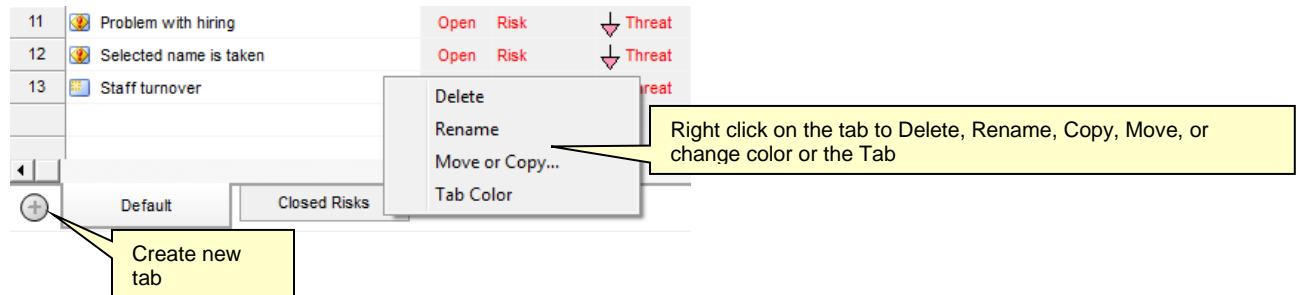 11 Problem with hiring Open Risk Threat
12 Selected name is taken Open Risk Threat
13 Staff turnover reat
Delete
Rename
Move or Copy...
Tab Color
Right click on the tab to Delete, Rename, Copy, Move, or
change color or the Tab
Default Closed Risks
Create new
tab